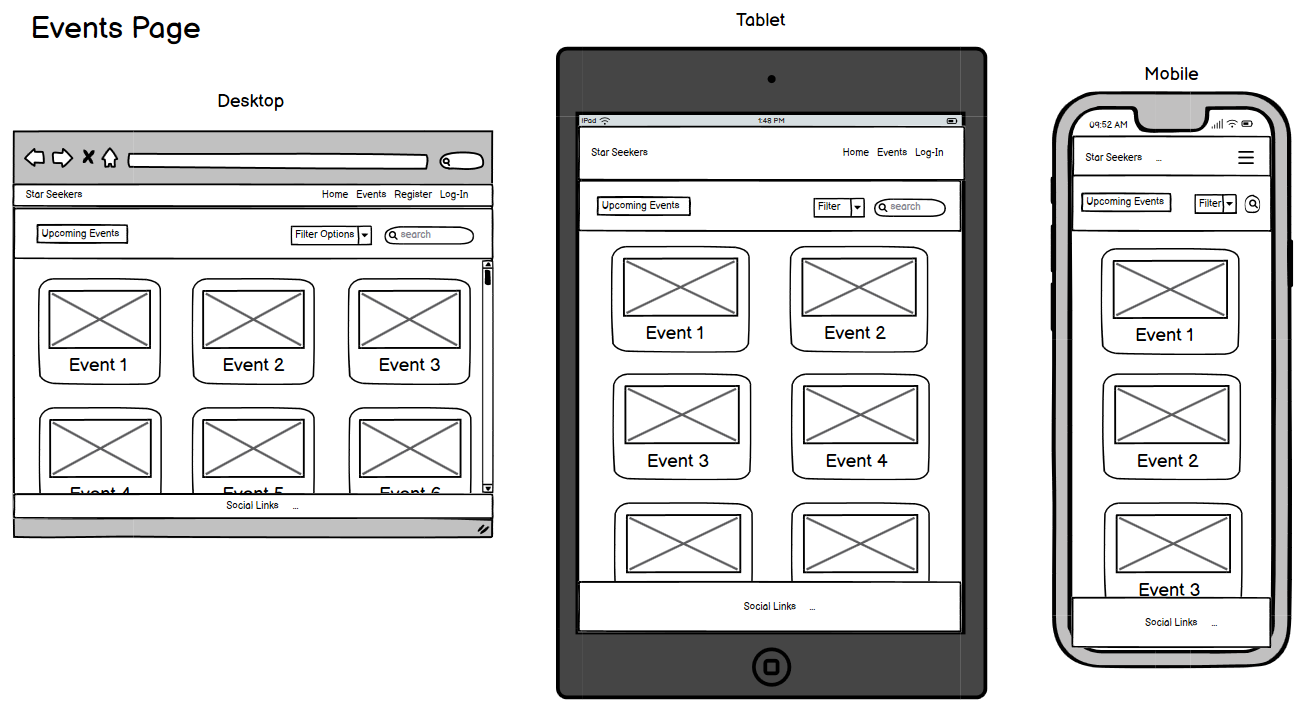 Events Page
Desktop
Star Seekers Home Events Register Log-In
Upcoming Events Filter Options search
Event 1 Event 2 Event 3
Event 4 Event 5 Event 6
Social Links ...
Tablet
iPad 1:48 PM
Star Seekers Home Events Log-In
Upcoming Events Filter search
Event 1 Event 2
Event 3 Event 4
Social Links ...
Mobile
09:52 AM
Star Seekers ...
Upcoming Events Filter
Event 1
Event 2
Event 3
Social Links ...